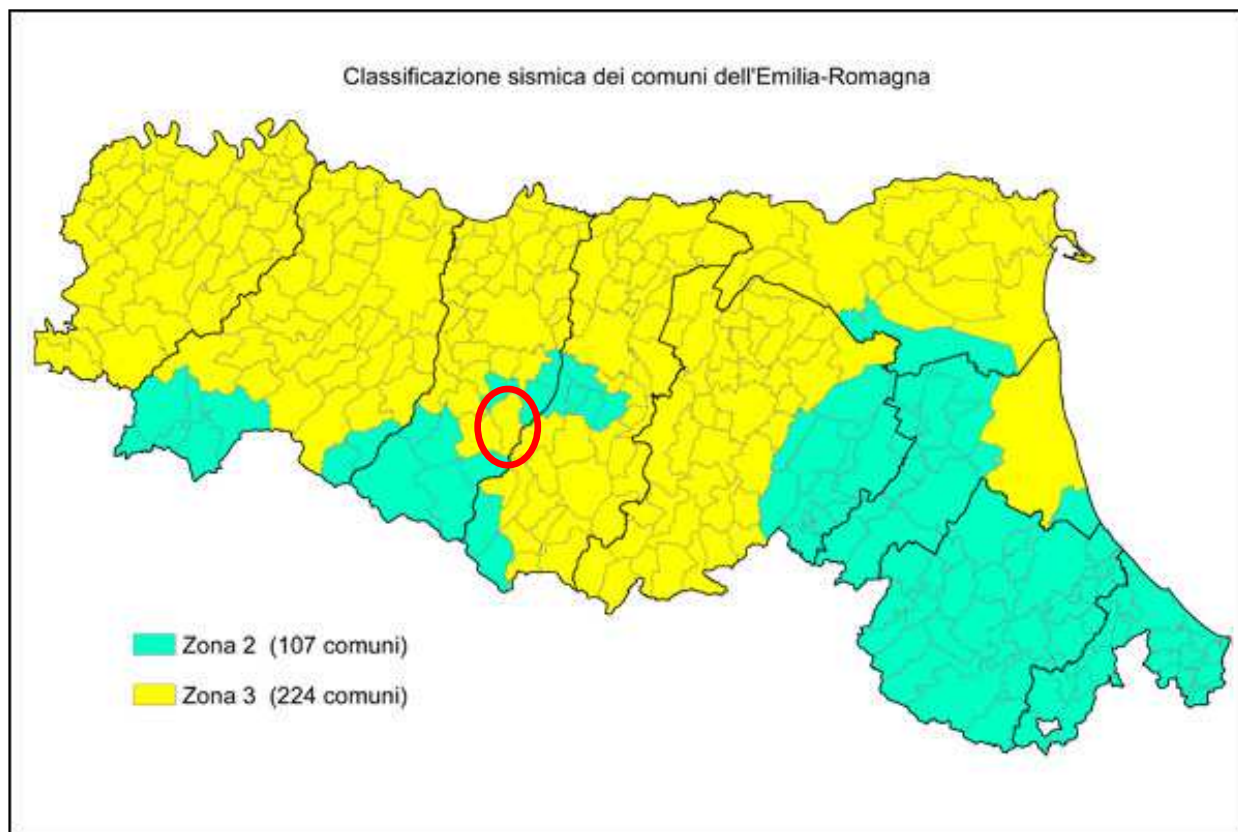 Classificazione sismica dei comuni dell'Emilia-Romagna
Zona 2 (107 comuni)
Zona 3 (224 comuni)